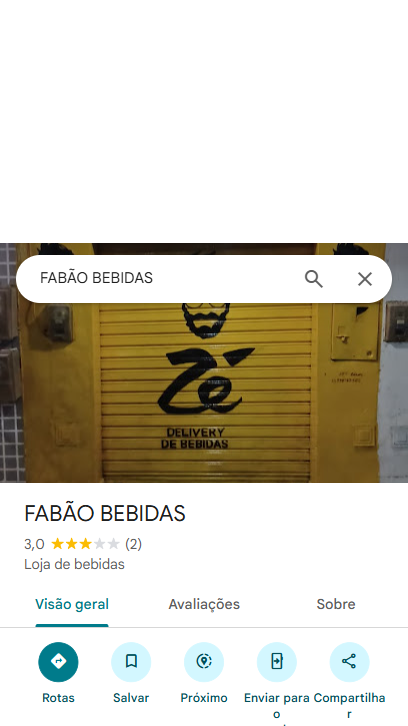 FABÃO BEBIDAS
Zé
DELIVERY
DE BEBIDAS
FABÃO BEBIDAS
3,0 (2)
Loja de bebidas
Visão geral Avaliações Sobre
Rotas Salvar Próximo Enviar para o Compartilhar